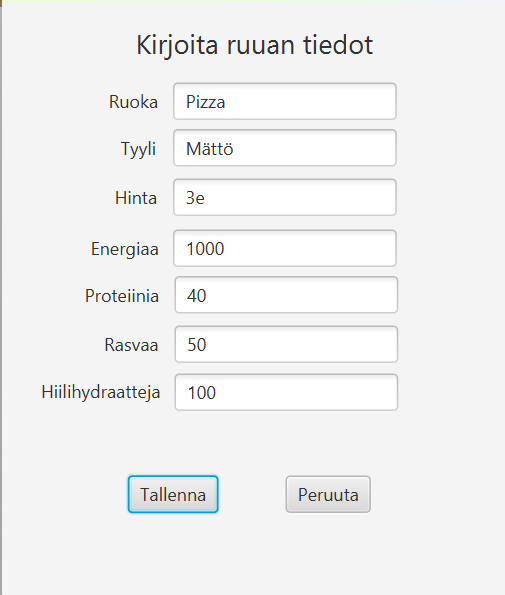 Kirjoita ruuan tiedot
Ruoka Pizza
Tyyli Mättö
Hinta 3e
Energiaa 1000
Proteiinia 40
Rasvaa 50
Hiilihydraatteja 100
Tallenna Peruuta